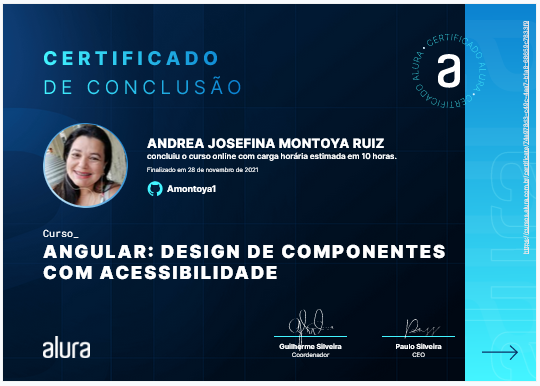 CERTIFICADO
DE CONCLUSÃO
ALURA • CERTIFICADO ALURA • CERTIFICADO
a
ANDREA JOSEFINA MONTOYA RUIZ
concluiu o curso online com carga horária estimada em 10 horas.
Finalizado em 28 de novembro de 2021
Amontoya1
Curso_
ANGULAR: DESIGN DE COMPONENTES
COM ACESSIBILIDADE
alura
Guilherme Silveira
Coordenador
Paulo Silveira
CEO